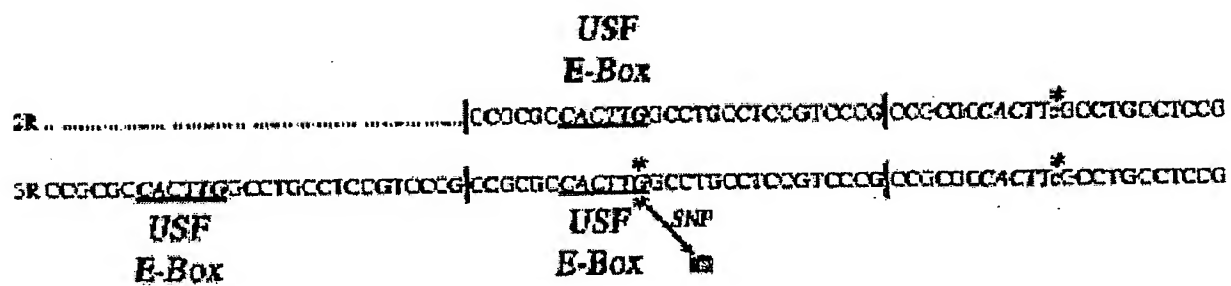 USF
E-Box
2R |CCGCGCCACTTGGCCTGCCTCCGTCCCG|CCGCGCCACTTcGCCTGCCTCCG
3R CCGCGCCACTTGGCCTGCCTCCGTCCCG|CCGCGCCACTTGGCCTGCCTCCGTCCCG|CCGCGCCACTTcGCCTGCCTCCG
USF USF SNP
E-Box E-Box